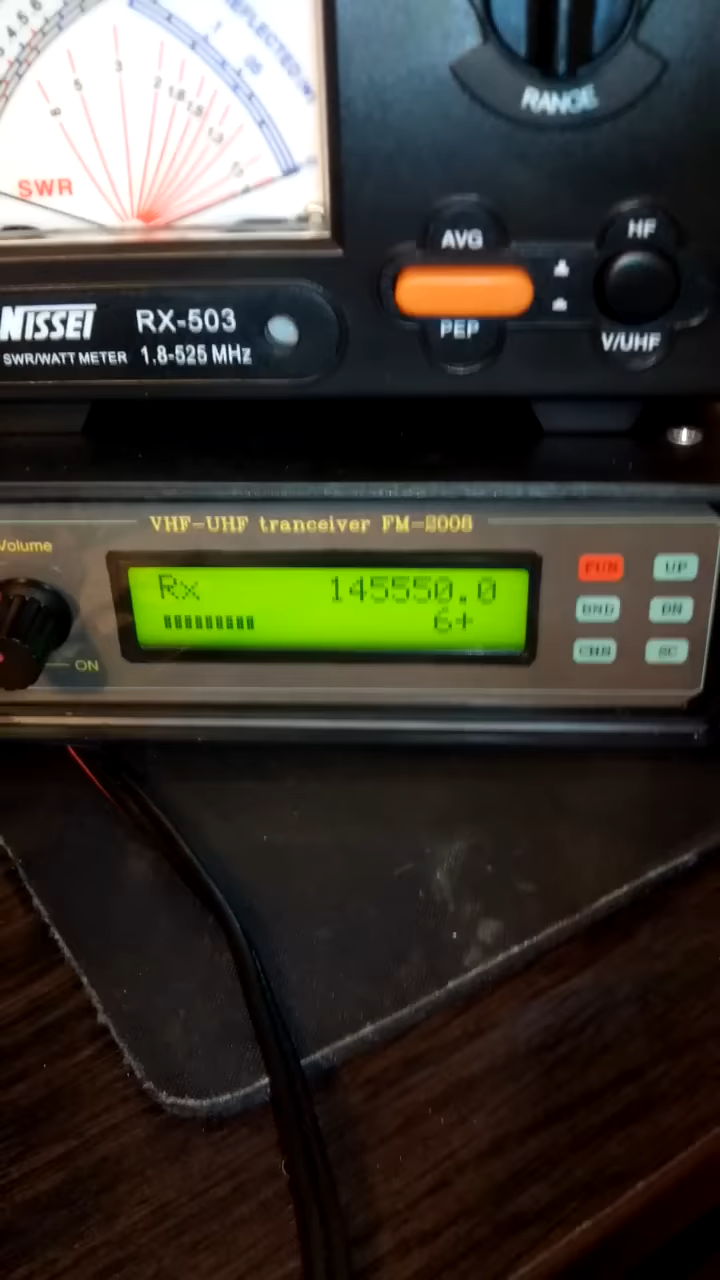 REFLECTED
SWR
RANGE
AVG
HF
NISSEI RX-503
PEP
V/UHF
SWR/WATT METER 1.8-525 MHz
VHF-UHF tranceiver FM-2008
Volume
FUN UP
Rx 145550.0
BND DN
6+
CHN SC
ON